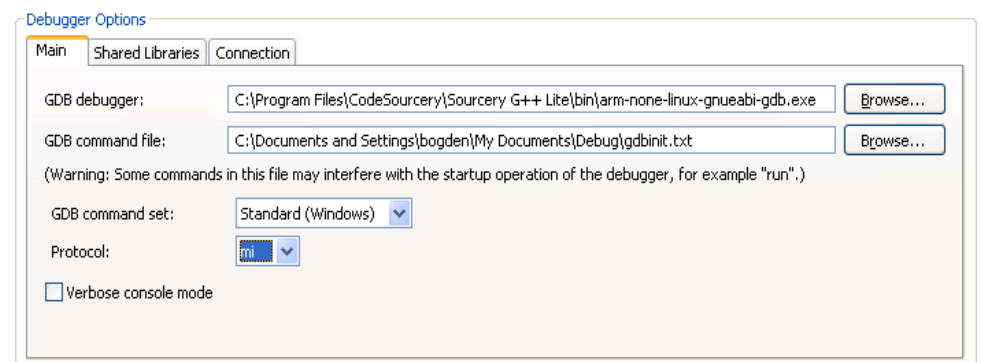 Debugger Options
Main Shared Libraries Connection
GDB debugger: C:\Program Files\CodeSourcery\Sourcery G++ Lite\bin\arm-none-linux-gnueabi-gdb.exe Browse...
GDB command file: C:\Documents and Settings\bogden\My Documents\Debug\gdbinit.txt Browse...
(Warning: Some commands in this file may interfere with the startup operation of the debugger, for example "run".)
GDB command set: Standard (Windows)
Protocol: mi
Verbose console mode